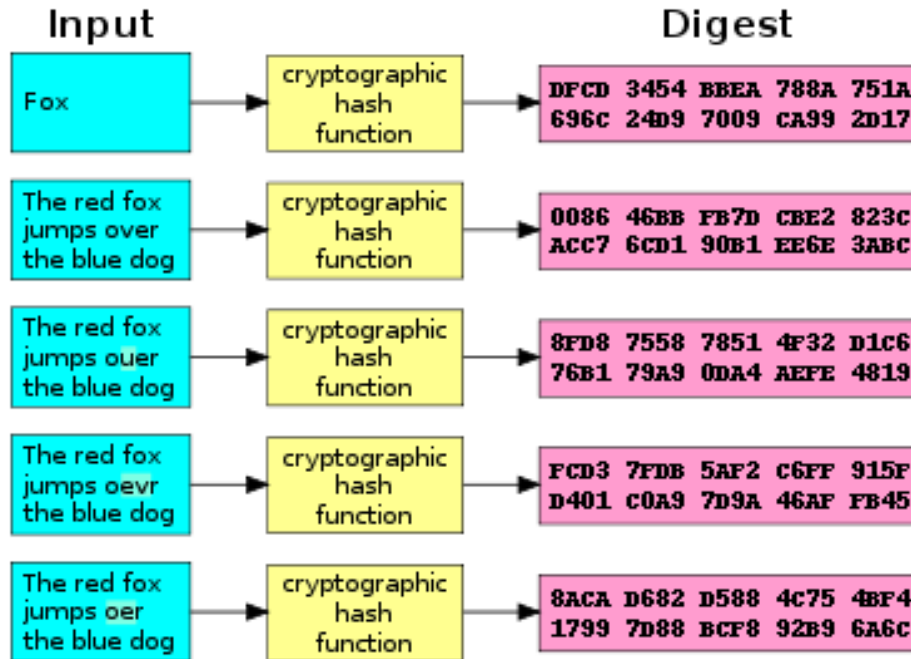 Input
Digest
Fox
cryptographic
hash
function
DFCD 3454 BBEA 788A 751A
696C 24D9 7009 CA99 2D17
The red fox
jumps over
the blue dog
cryptographic
hash
function
0086 46BB FB7D CBE2 823C
ACC7 6CD1 90B1 EE6E 3ABC
The red fox
jumps ouer
the blue dog
cryptographic
hash
function
8FD8 7558 7851 4F32 D1C6
76B1 79A9 0DA4 AEFE 4819
The red fox
jumps oevr
the blue dog
cryptographic
hash
function
FCD3 7FDB 5AF2 C6FF 915F
D401 C0A9 7D9A 46AF FB45
The red fox
jumps oer
the blue dog
cryptographic
hash
function
8ACA D682 D588 4C75 4BF4
1799 7D88 BCF8 92B9 6A6C